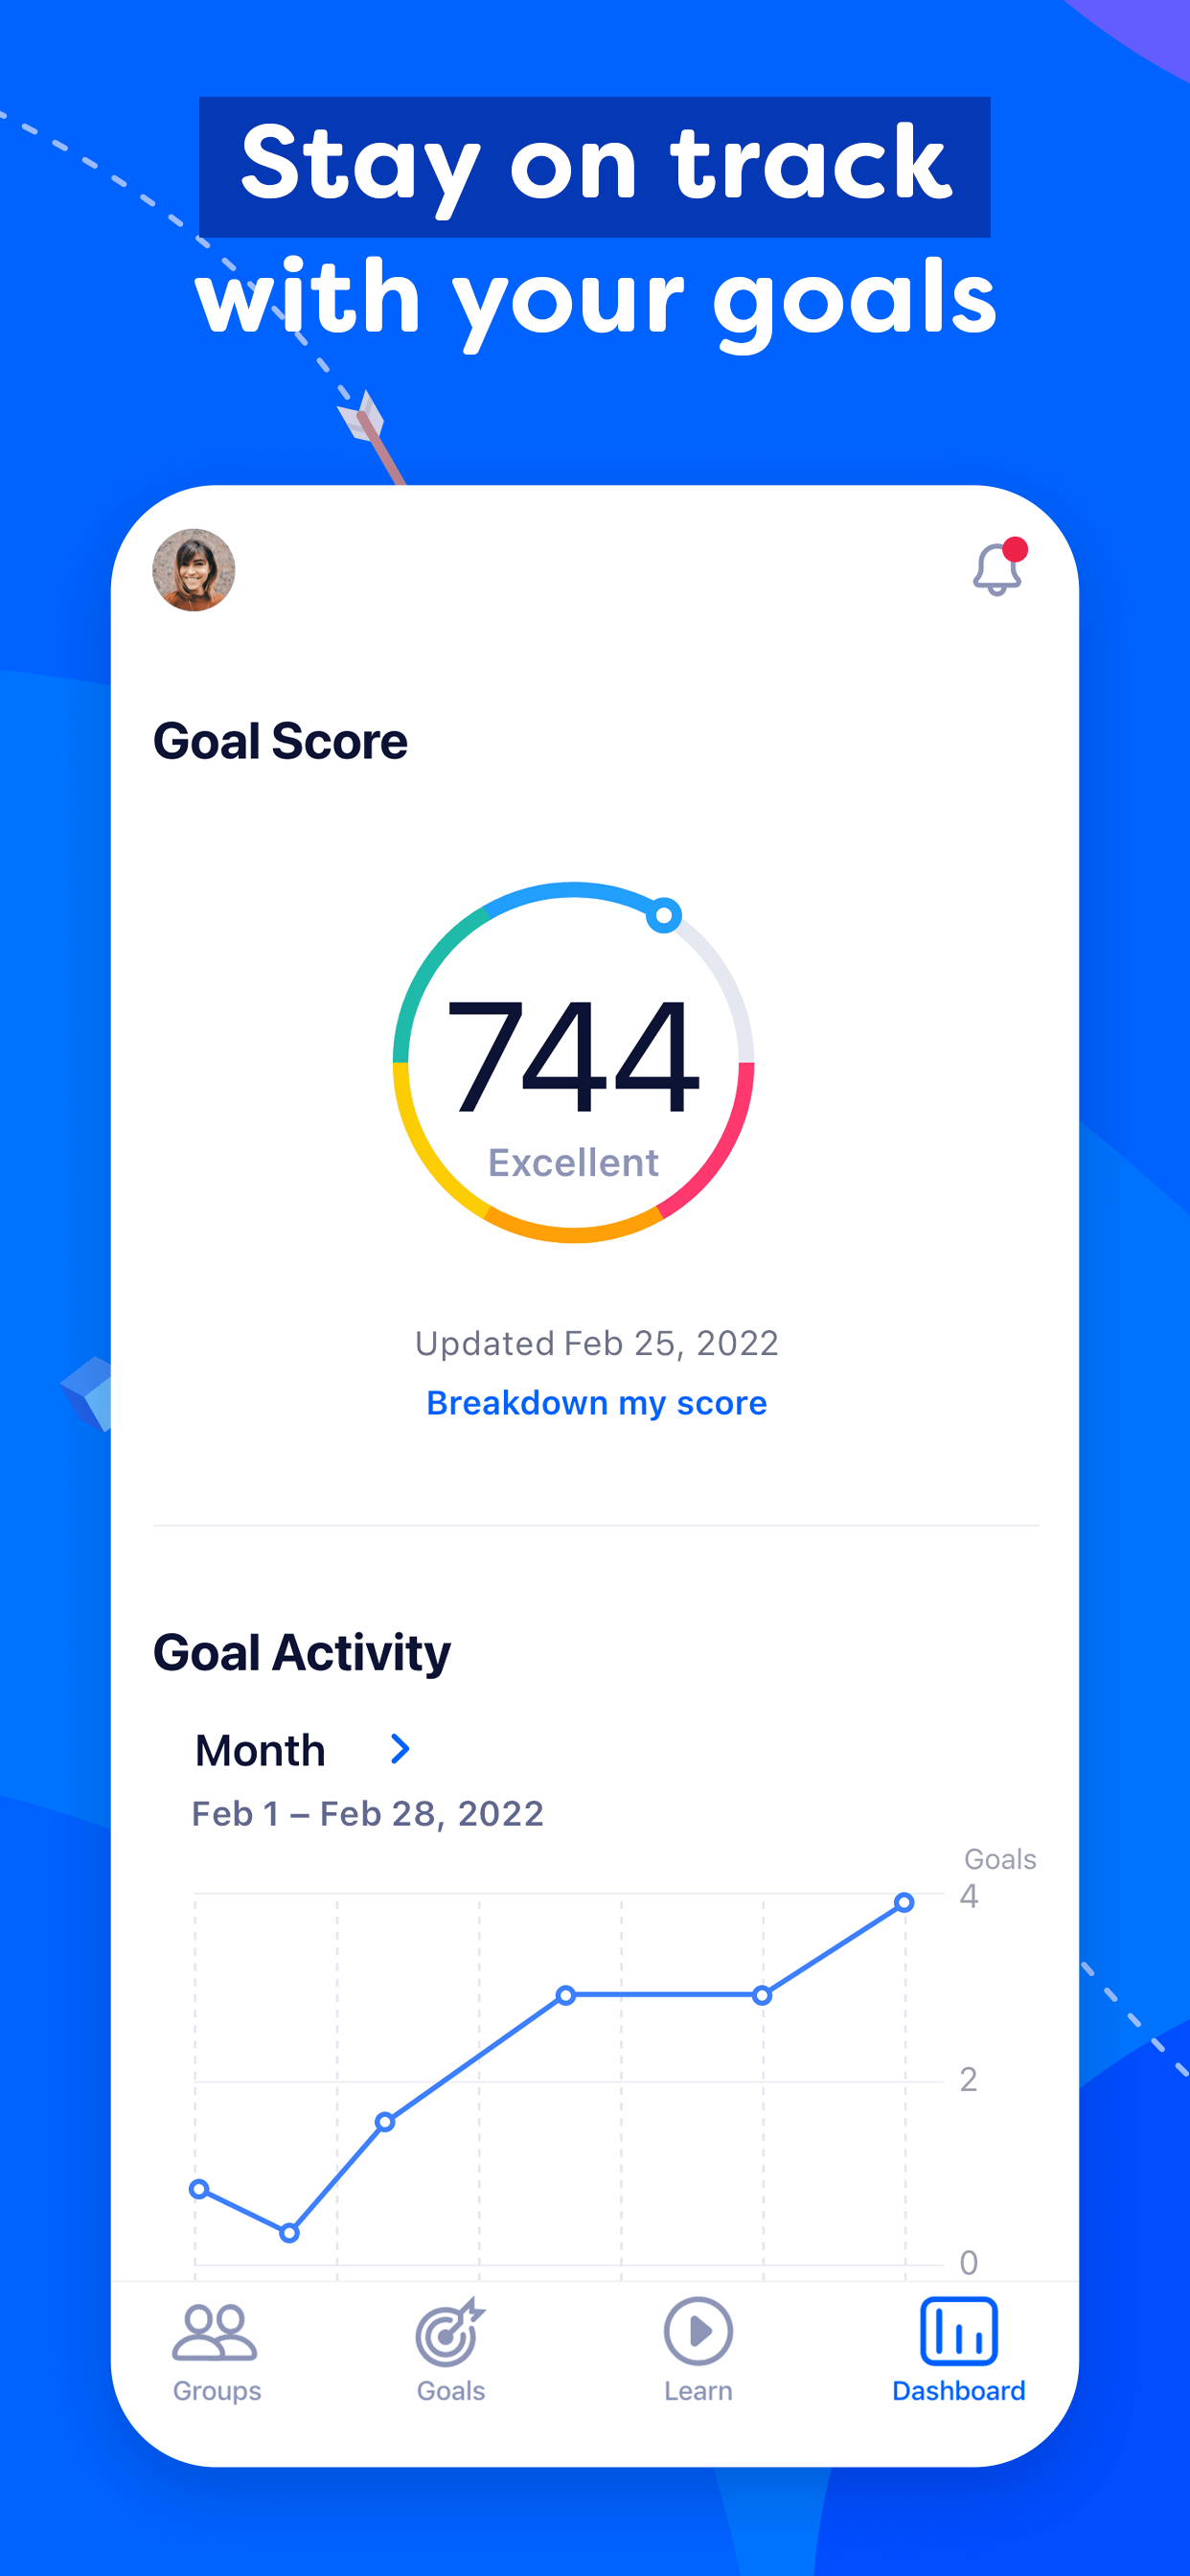 Stay on track
with your goals
Goal Score
744
Excellent
Updated Feb 25, 2022
Breakdown my score
Goal Activity
Month
Feb 1 – Feb 28, 2022
Goals
4
2
0
Groups
Goals
Learn
Dashboard